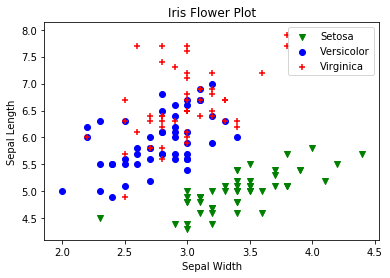 Iris Flower Plot
Setosa
Versicolor
Virginica
Sepal Length
8.0
7.5
7.0
6.5
6.0
5.5
5.0
4.5
2.0 2.5 3.0 3.5 4.0 4.5
Sepal Width